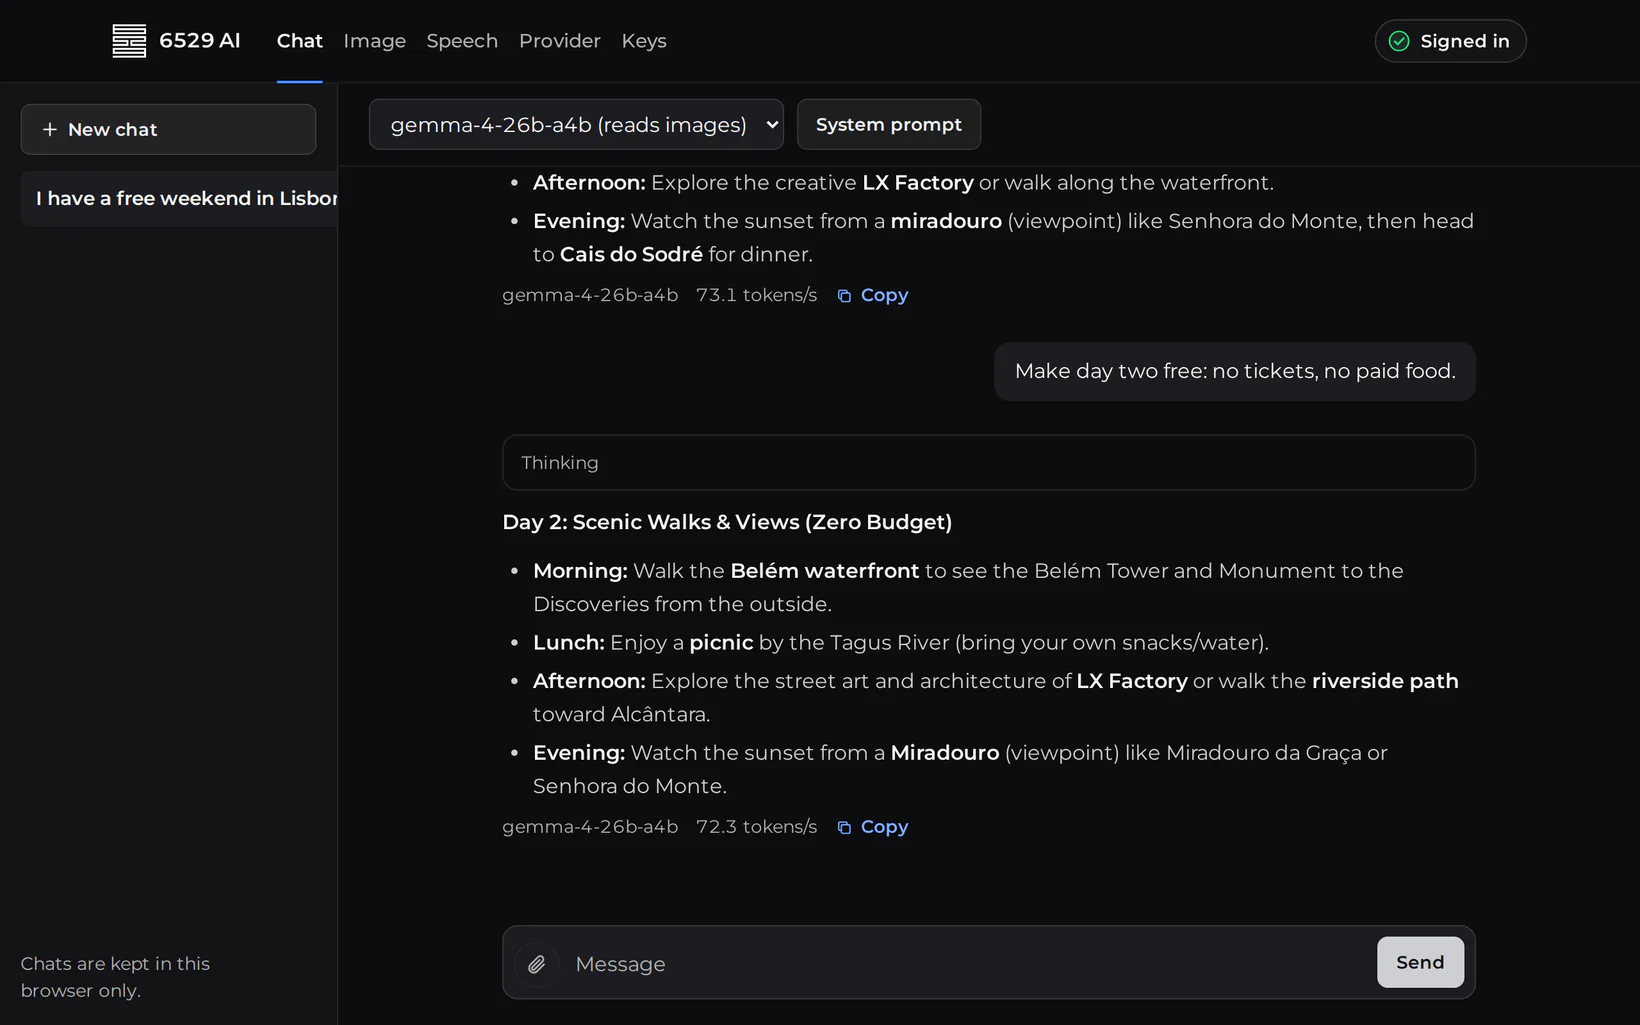 6529 AI
Chat
Image
Speech
Provider
Keys
Signed in
+ New chat
I have a free weekend in Lisbon
Chats are kept in this
browser only.
gemma-4-26b-a4b (reads images)
System prompt
• Afternoon: Explore the creative LX Factory or walk along the waterfront.
• Evening: Watch the sunset from a miradouro (viewpoint) like Senhora do Monte, then head
to Cais do Sodré for dinner.
gemma-4-26b-a4b 73.1 tokens/s Copy
Make day two free: no tickets, no paid food.
Thinking
Day 2: Scenic Walks & Views (Zero Budget)
• Morning: Walk the Belém waterfront to see the Belém Tower and Monument to the
Discoveries from the outside.
• Lunch: Enjoy a picnic by the Tagus River (bring your own snacks/water).
• Afternoon: Explore the street art and architecture of LX Factory or walk the riverside path
toward Alcântara.
• Evening: Watch the sunset from a Miradouro (viewpoint) like Miradouro da Graça or
Senhora do Monte.
gemma-4-26b-a4b 72.3 tokens/s Copy
Message
Send